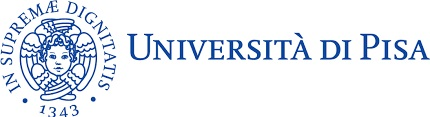 IN SUPREMÆ DIGNITATIS
· 1343 ·
UNIVERSITÀ DI PISA